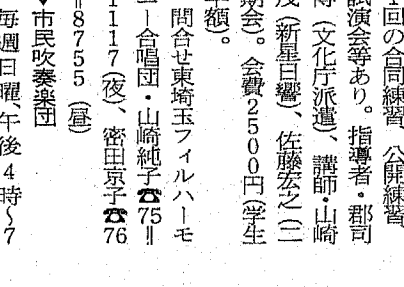 1回の合同練習、公開練習
試演会等あり。指導者・郡司
博（文化庁派遣）、講師・山崎
茂（新星日響）、佐藤宏之（二
期会）。会費2500円（学生
半額）。
問合せ東埼玉フィルハーモ
ニー合唱団・山崎純子☎75‖
1117（夜）、密田京子☎76
‖8755（昼）
▼市民吹奏楽団
毎週日曜、午後4時〜7